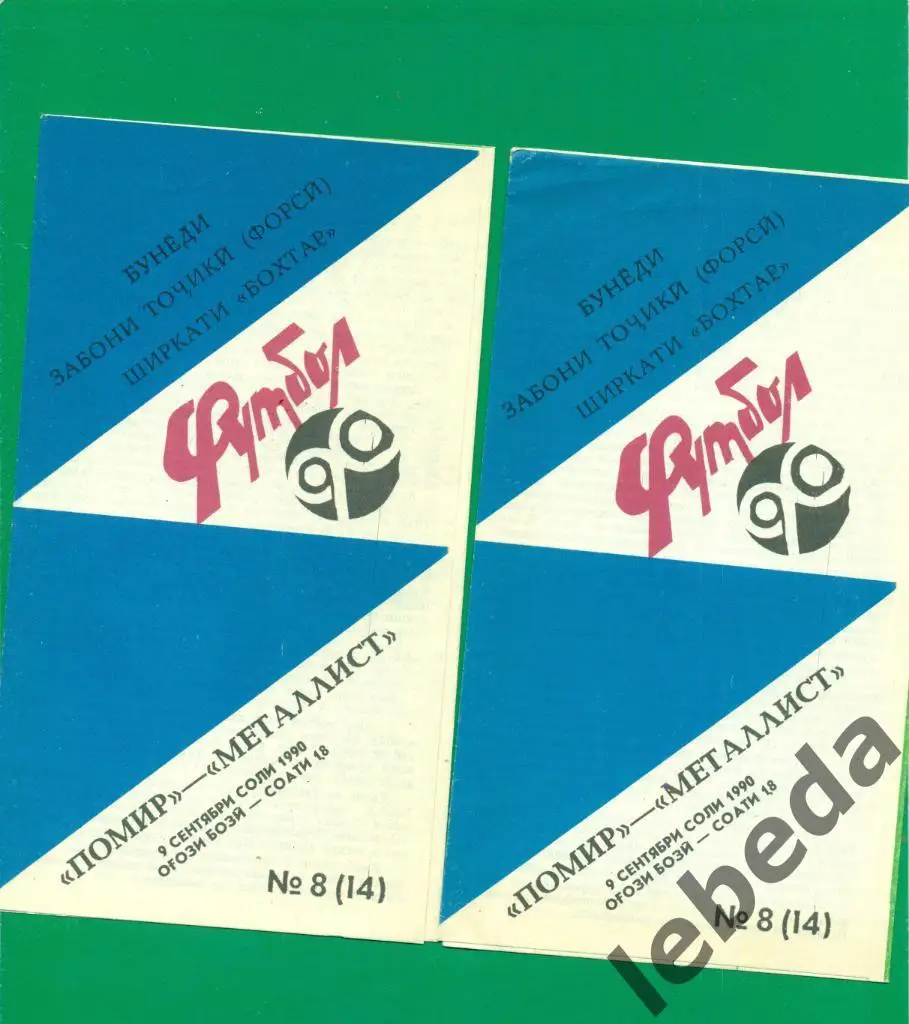 БУНЁДИ
ЗАБОНИ ТОҶИКӢ (ФОРСӢ)
ШИРКАТИ «БОХТАР»
Футбол
90
«ПОМИР»—«МЕТАЛЛИСТ»
9 СЕНТЯБРИ СОЛИ 1990
ОҒОЗИ БОЗӢ — СОАТИ 18
№ 8 (14)
БУНЁДИ
ЗАБОНИ ТОҶИКӢ (ФОРСӢ)
ШИРКАТИ «БОХТАР»
Футбол
90
«ПОМИР»—«МЕТАЛЛИСТ»
9 СЕНТЯБРИ СОЛИ 1990
ОҒОЗИ БОЗӢ — СОАТИ 18
№ 8 (14)
lebeda